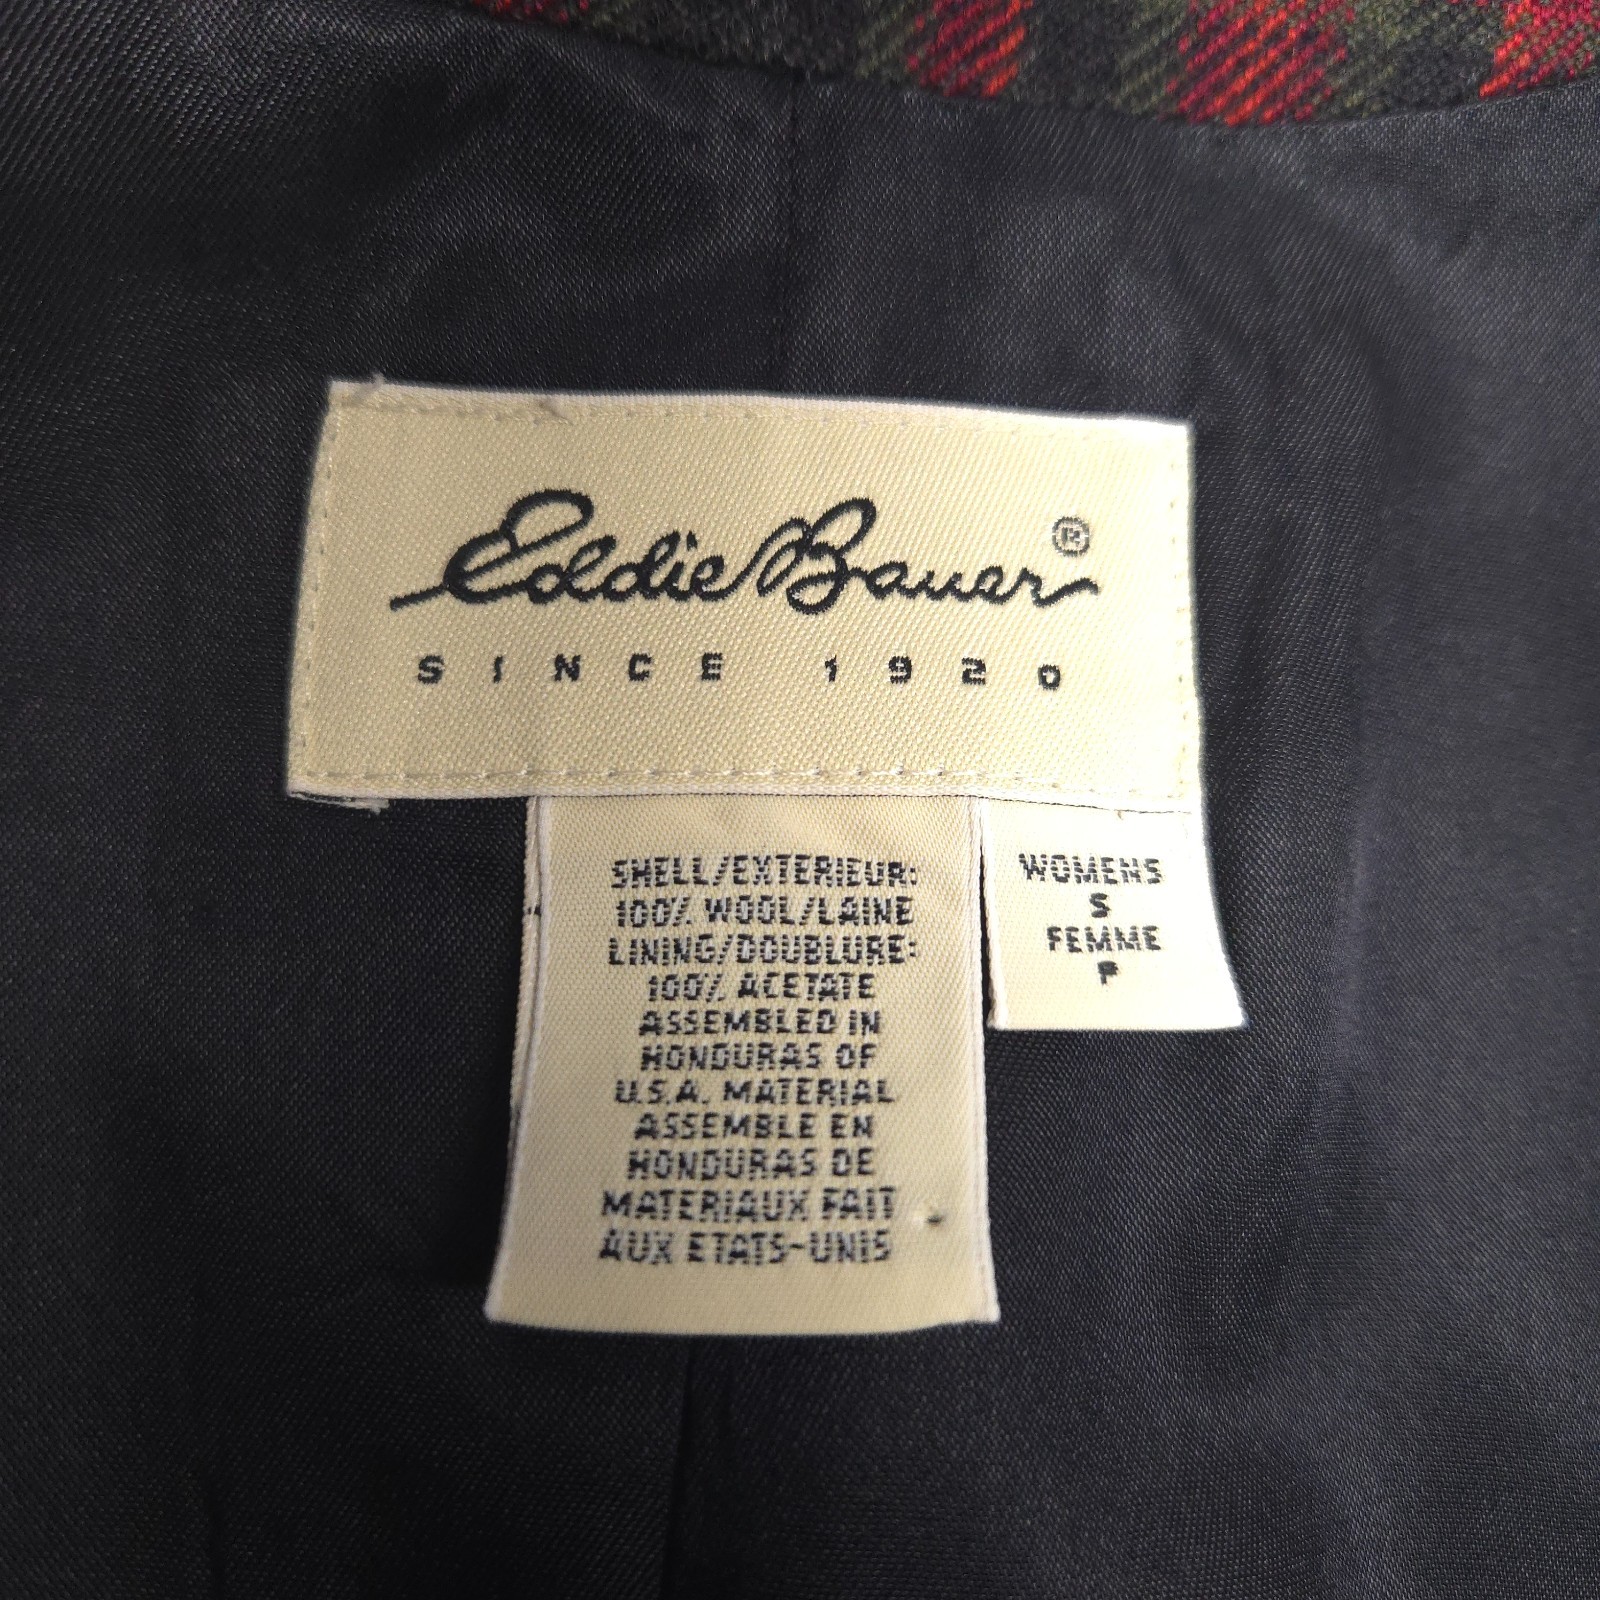 Eddie Bauer®
SINCE 1920
SHELL/EXTERIEUR:
100% WOOL/LAINE
LINING/DOUBLURE:
100% ACETATE
ASSEMBLED IN
HONDURAS OF
U.S.A. MATERIAL
ASSEMBLE EN
HONDURAS DE
MATERIAUX FAIT
AUX ETATS-UNIS
WOMENS
S
FEMME
P